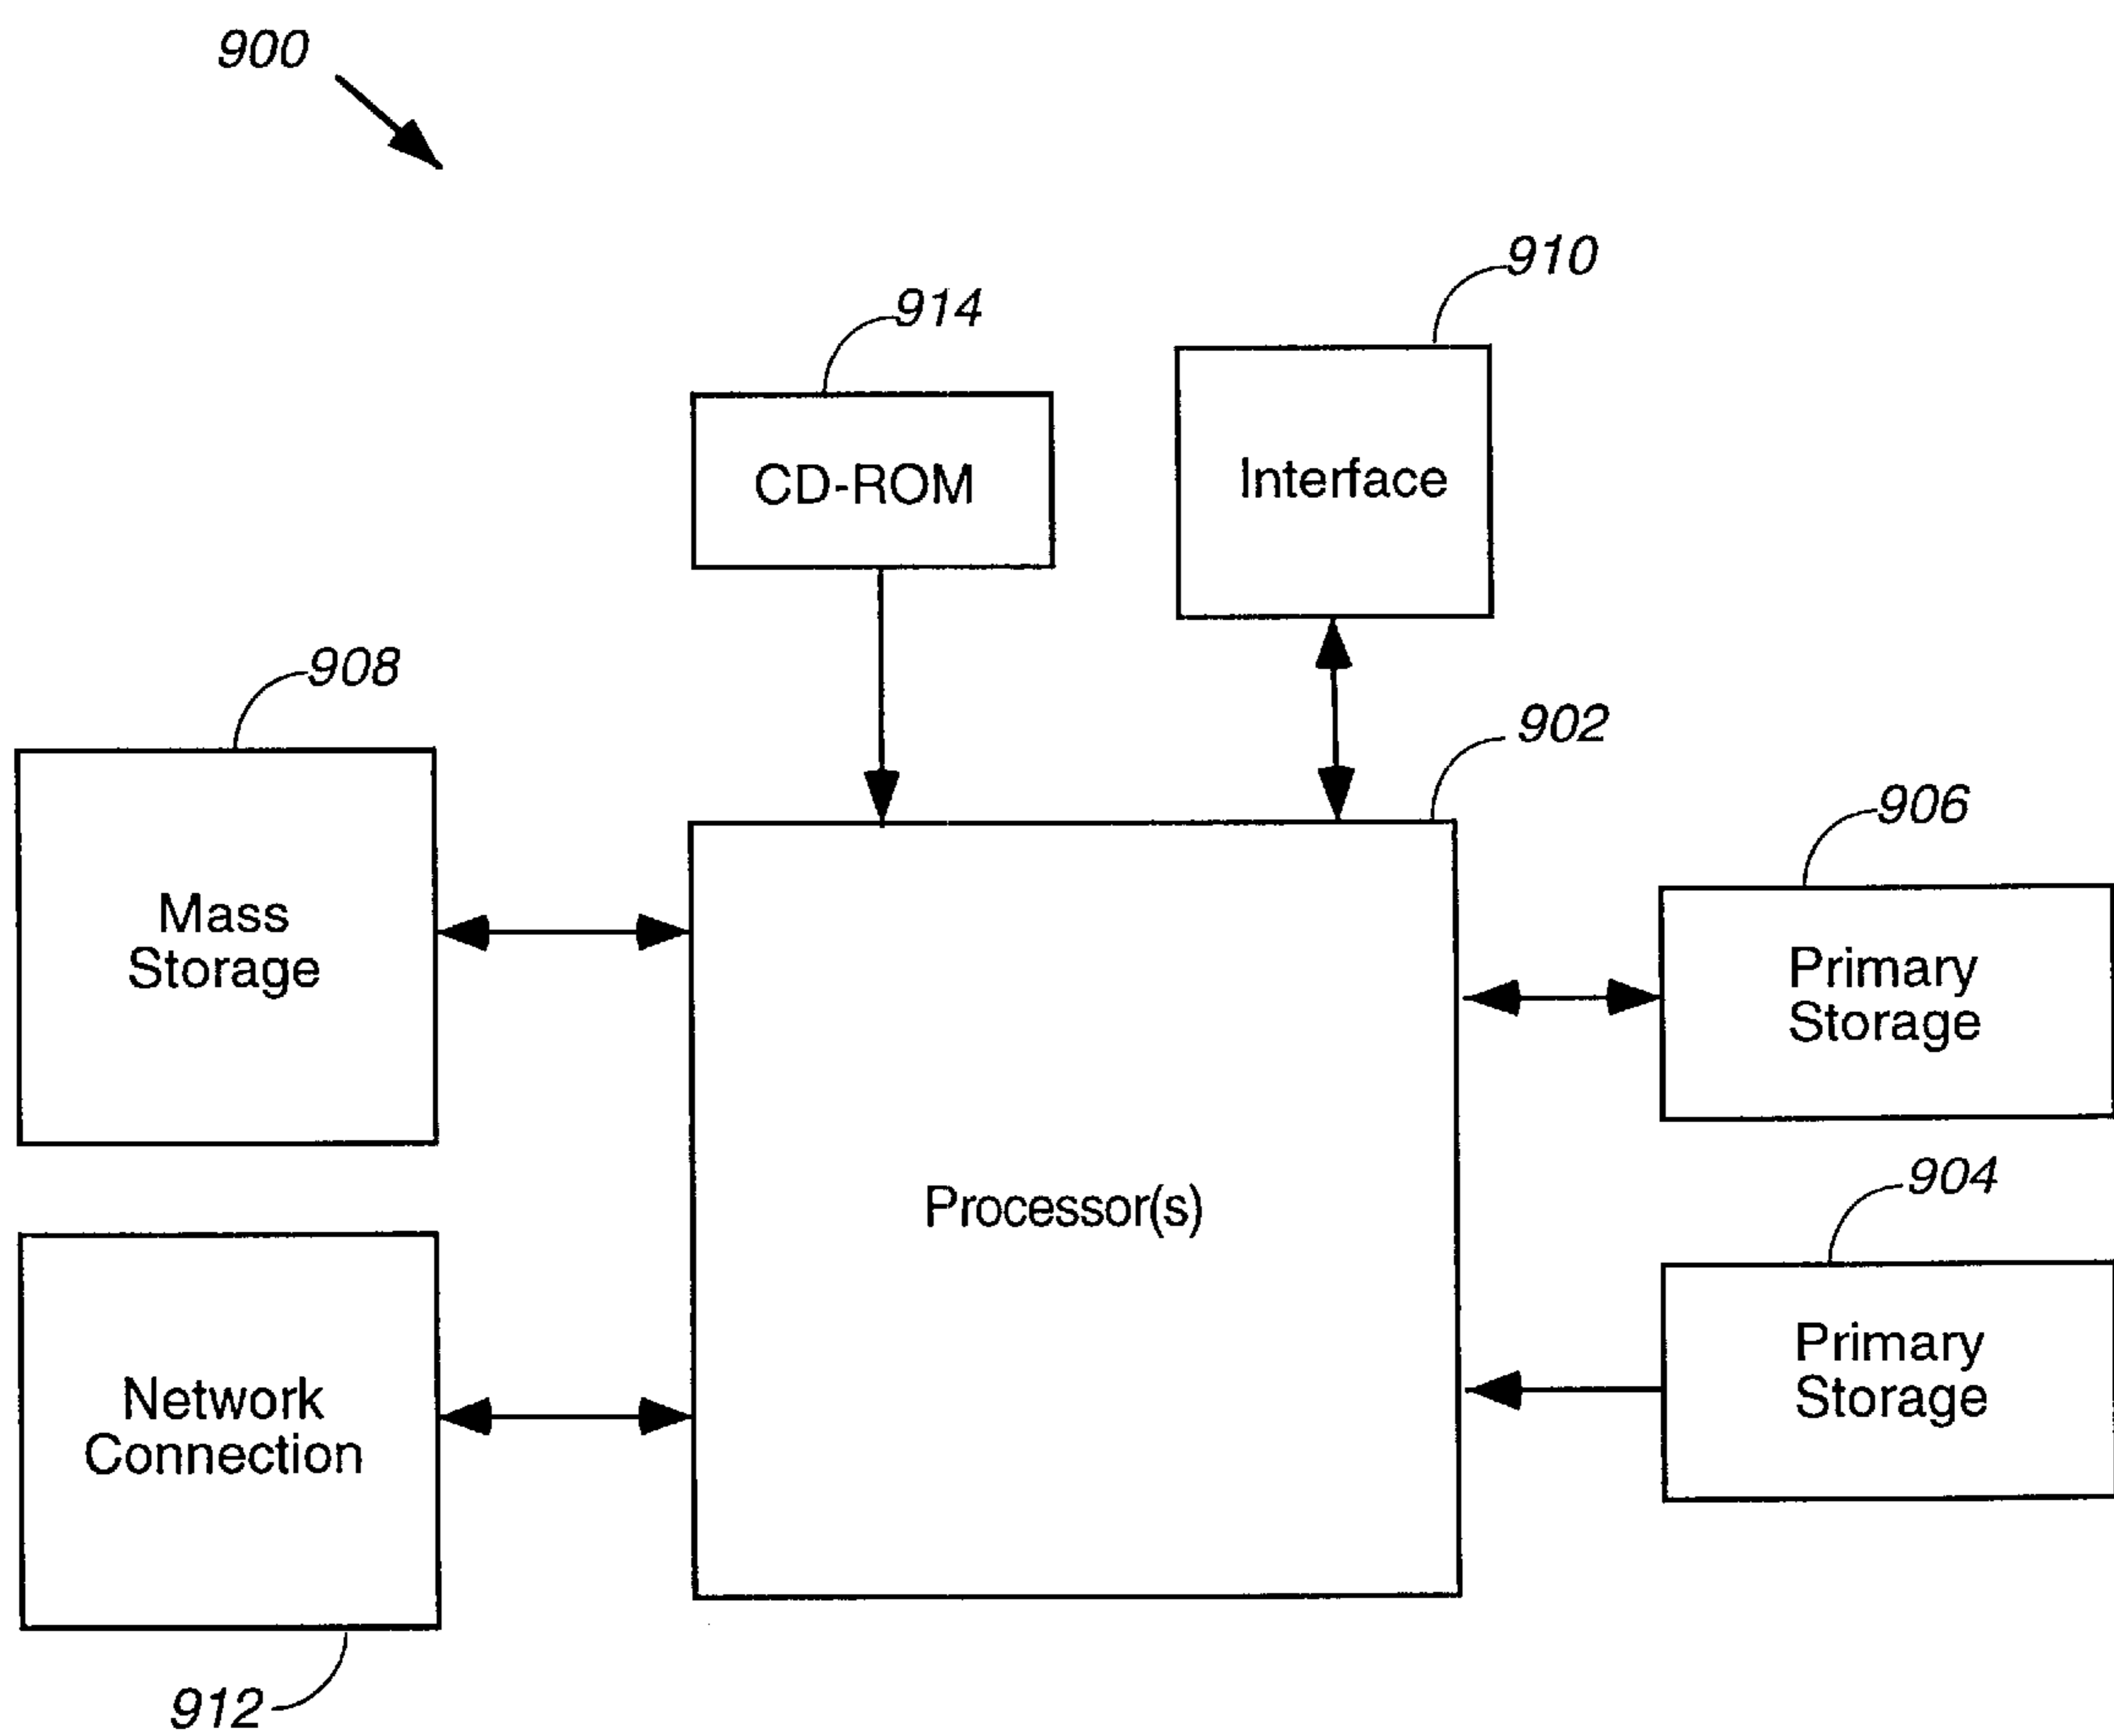 900
910
914
CD-ROM
Interface
908
902
906
Mass
Storage
Primary
Storage
904
Processor(s)
Primary
Storage
Network
Connection
912